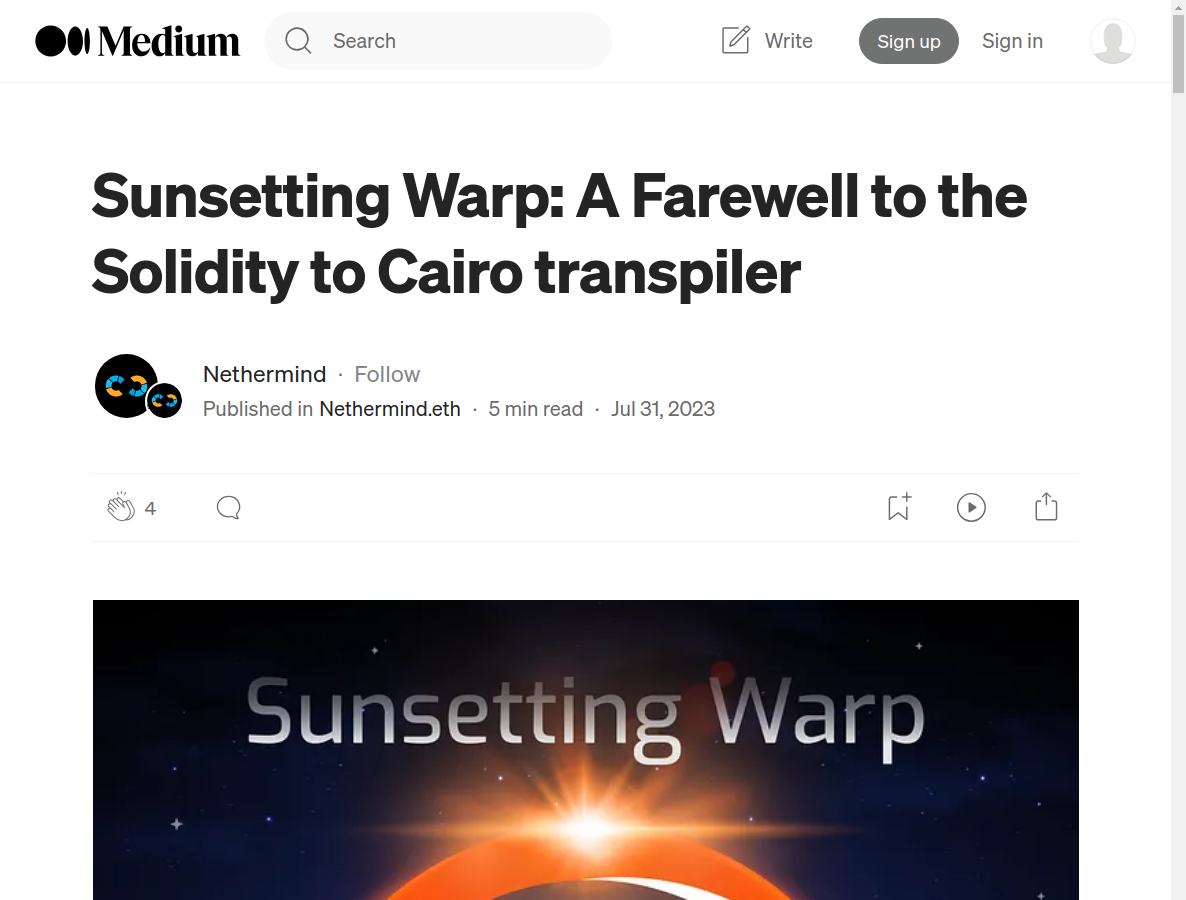 Medium
Search
Write
Sign up
Sign in
Sunsetting Warp: A Farewell to the
Solidity to Cairo transpiler
Nethermind · Follow
Published in Nethermind.eth · 5 min read · Jul 31, 2023
4
Sunsetting Warp